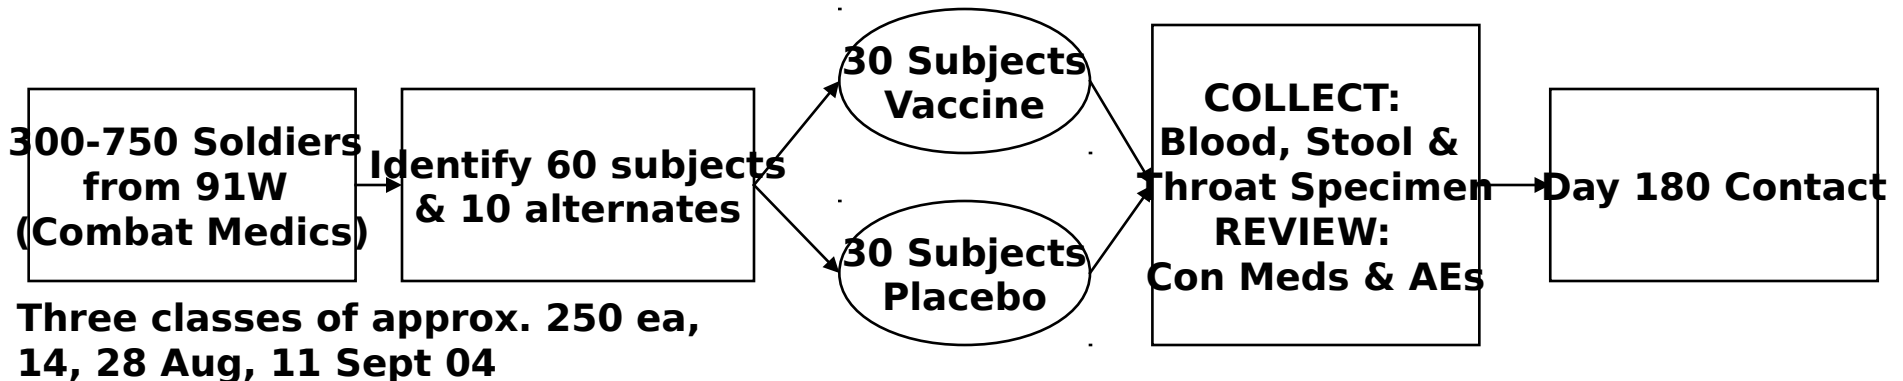 300-750 Soldiers
from 91W
(Combat Medics)
Identify 60 subjects
& 10 alternates
30 Subjects
Vaccine
30 Subjects
Placebo
COLLECT:
Blood, Stool &
Throat Specimen
REVIEW:
Con Meds & AEs
Day 180 Contact
Three classes of approx. 250 ea,
14, 28 Aug, 11 Sept 04